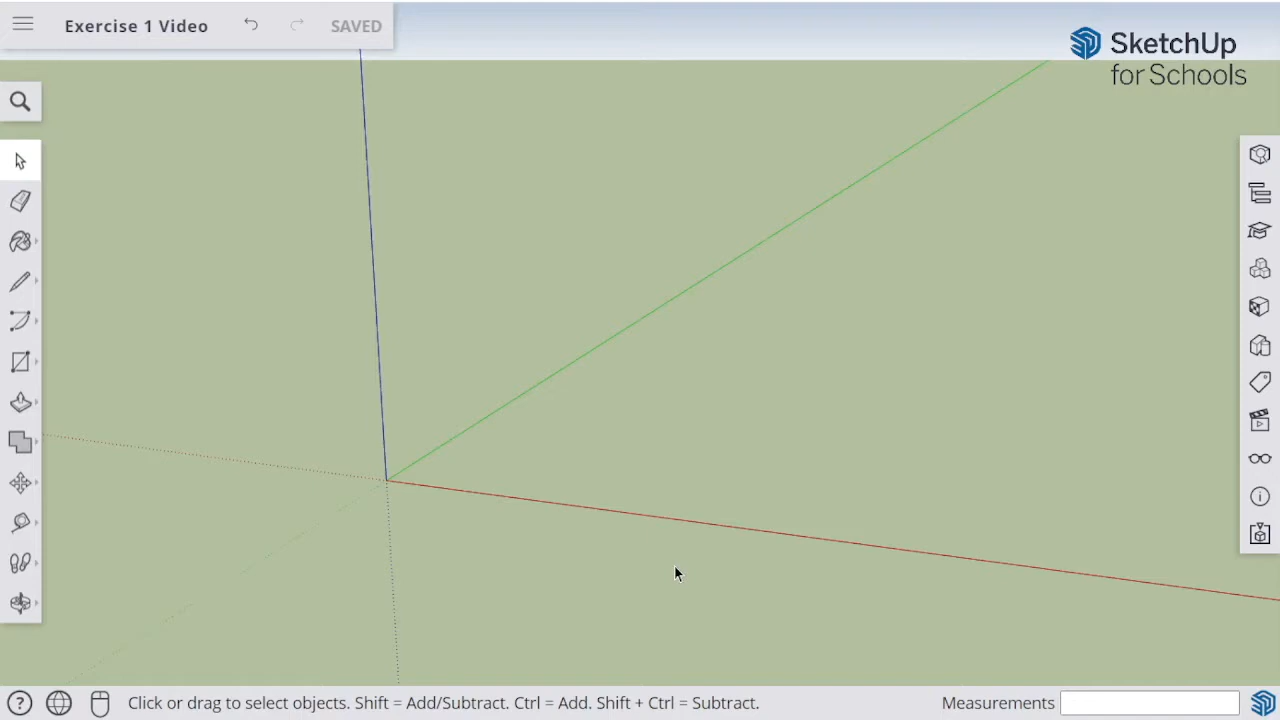 Exercise 1 Video
SAVED
SketchUp
for Schools
Click or drag to select objects. Shift = Add/Subtract. Ctrl = Add. Shift + Ctrl = Subtract.
Measurements